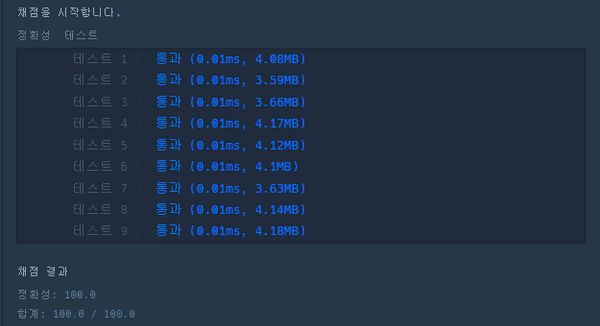 채점을 시작합니다.
정확성 테스트
테스트 1 〉 통과 (0.01ms, 4.08MB)
테스트 2 〉 통과 (0.01ms, 3.59MB)
테스트 3 〉 통과 (0.01ms, 3.66MB)
테스트 4 〉 통과 (0.01ms, 4.17MB)
테스트 5 〉 통과 (0.01ms, 4.12MB)
테스트 6 〉 통과 (0.01ms, 4.1MB)
테스트 7 〉 통과 (0.01ms, 3.63MB)
테스트 8 〉 통과 (0.01ms, 4.14MB)
테스트 9 〉 통과 (0.01ms, 4.18MB)
채점 결과
정확성: 100.0
합계: 100.0 / 100.0